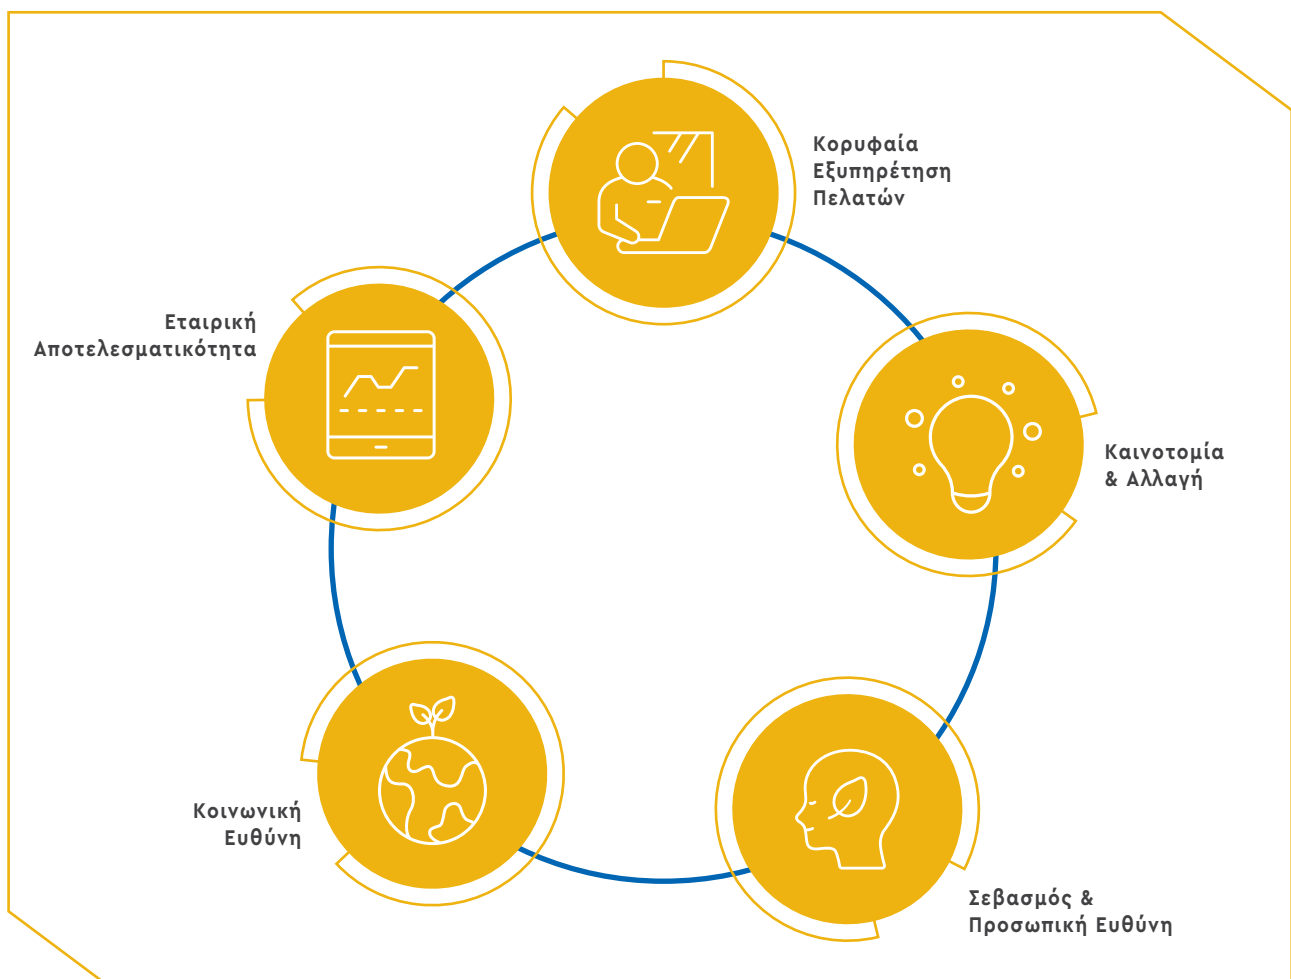 Κορυφαία
Εξυπηρέτηση
Πελατών
Καινοτομία
& Αλλαγή
Σεβασμός &
Προσωπική Ευθύνη
Κοινωνική
Ευθύνη
Εταιρική
Αποτελεσματικότητα